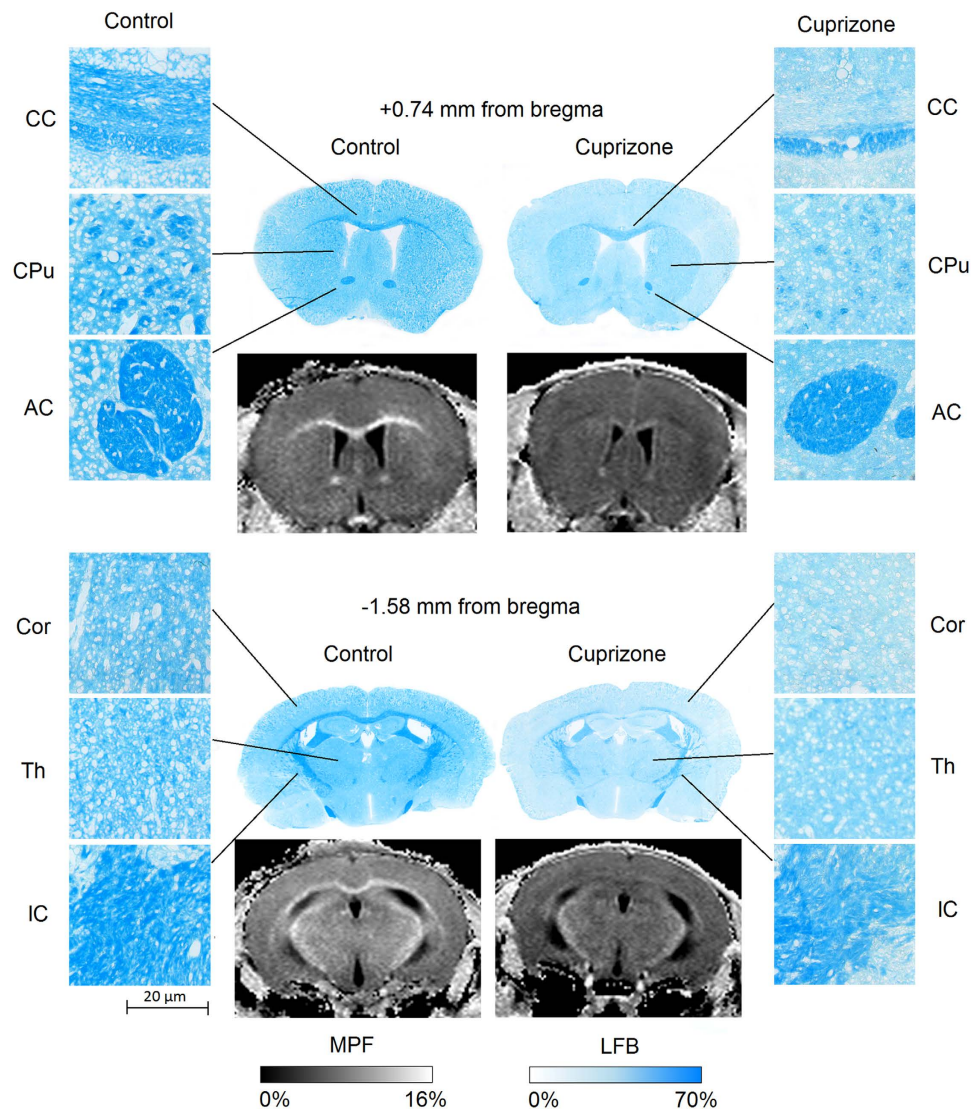 Control
Cuprizone
CC
CC
+0.74 mm from bregma
Control
Cuprizone
CPu
CPu
AC
AC
-1.58 mm from bregma
Cor
Cor
Control
Cuprizone
Th
Th
IC
IC
20 µm
MPF
LFB
0%
16%
0%
70%